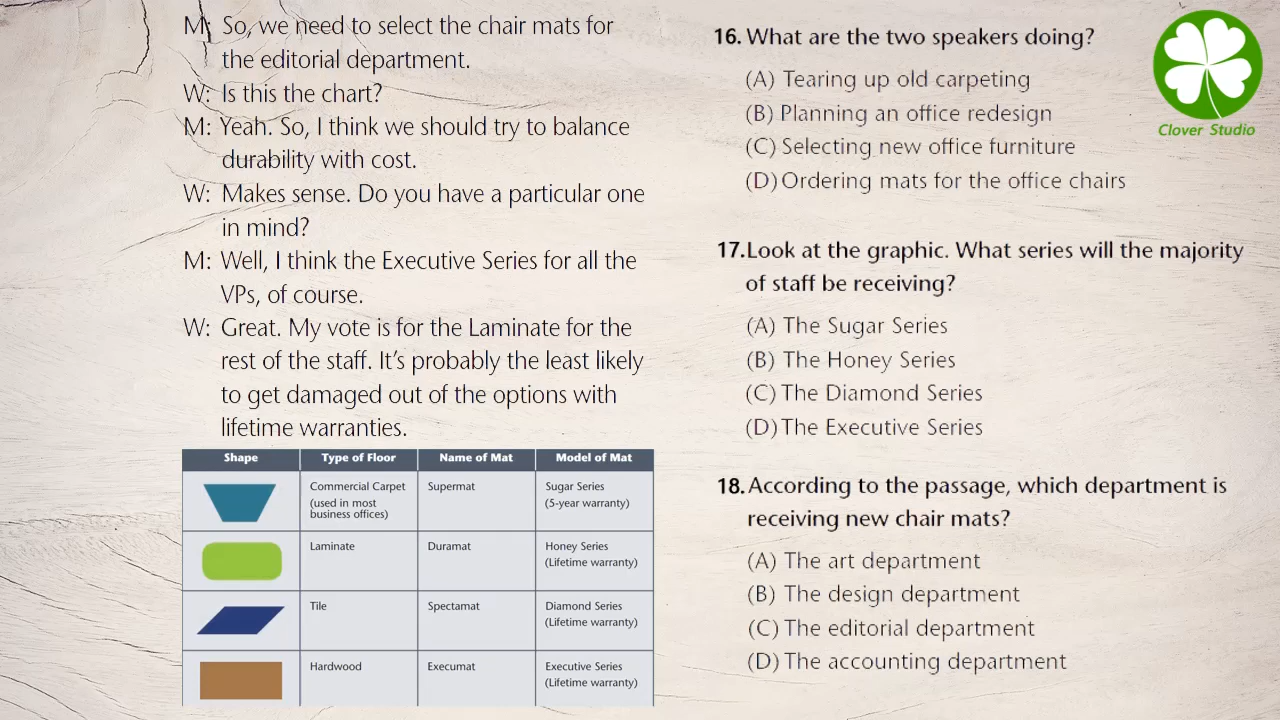 M: So, we need to select the chair mats for
the editorial department.
W: Is this the chart?
M: Yeah. So, I think we should try to balance
durability with cost.
W: Makes sense. Do you have a particular one
in mind?
M: Well, I think the Executive Series for all the
VPs, of course.
W: Great. My vote is for the Laminate for the
rest of the staff. It's probably the least likely
to get damaged out of the options with
lifetime warranties.
Shape Type of Floor Name of Mat Model of Mat
Commercial Carpet Supermat Sugar Series
(used in most (5-year warranty)
business offices)
Laminate Duramat Honey Series
(Lifetime warranty)
Tile Spectamat Diamond Series
(Lifetime warranty)
Hardwood Execumat Executive Series
(Lifetime warranty)
16. What are the two speakers doing?
(A) Tearing up old carpeting
(B) Planning an office redesign
(C) Selecting new office furniture
(D) Ordering mats for the office chairs
17. Look at the graphic. What series will the majority
of staff be receiving?
(A) The Sugar Series
(B) The Honey Series
(C) The Diamond Series
(D) The Executive Series
18. According to the passage, which department is
receiving new chair mats?
(A) The art department
(B) The design department
(C) The editorial department
(D) The accounting department
Clover Studio